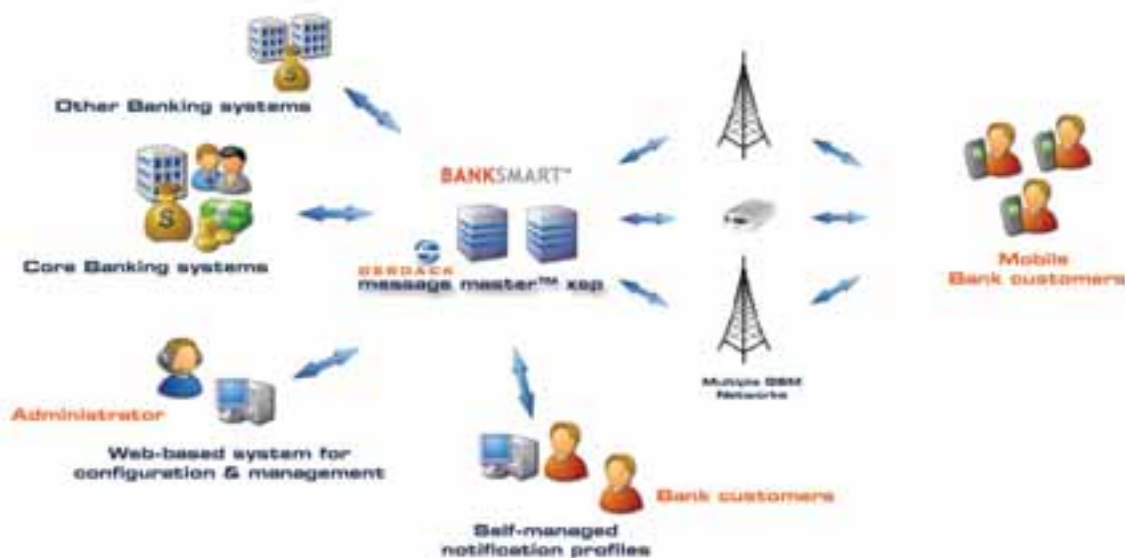 Other Banking systems
BANKSMART™
Core Banking systems
DERDACK
message master™ xsp
Mobile
Bank customers
Multiple GSM
Networks
Administrator
Web-based system for
configuration & management
Bank customers
Self-managed
notification profiles